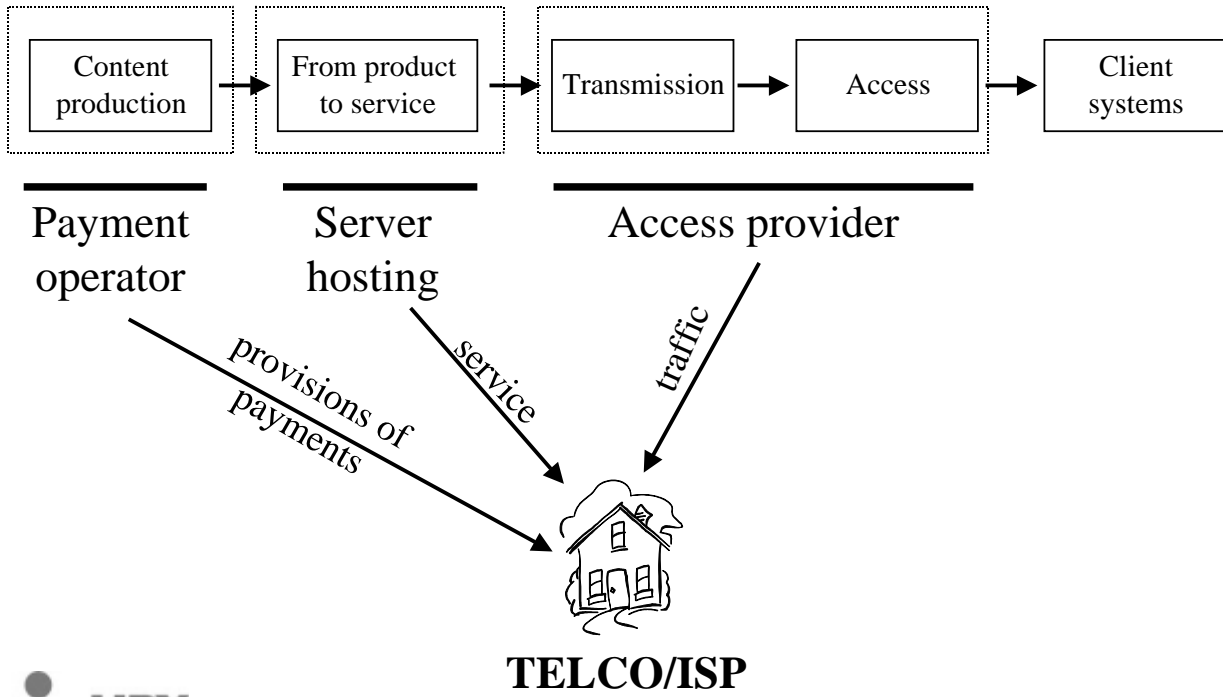 Content
production
From product
to service
Transmission
Access
Client
systems
Payment
operator
Server
hosting
Access provider
provisions of
payments
service
traffic
TELCO/ISP